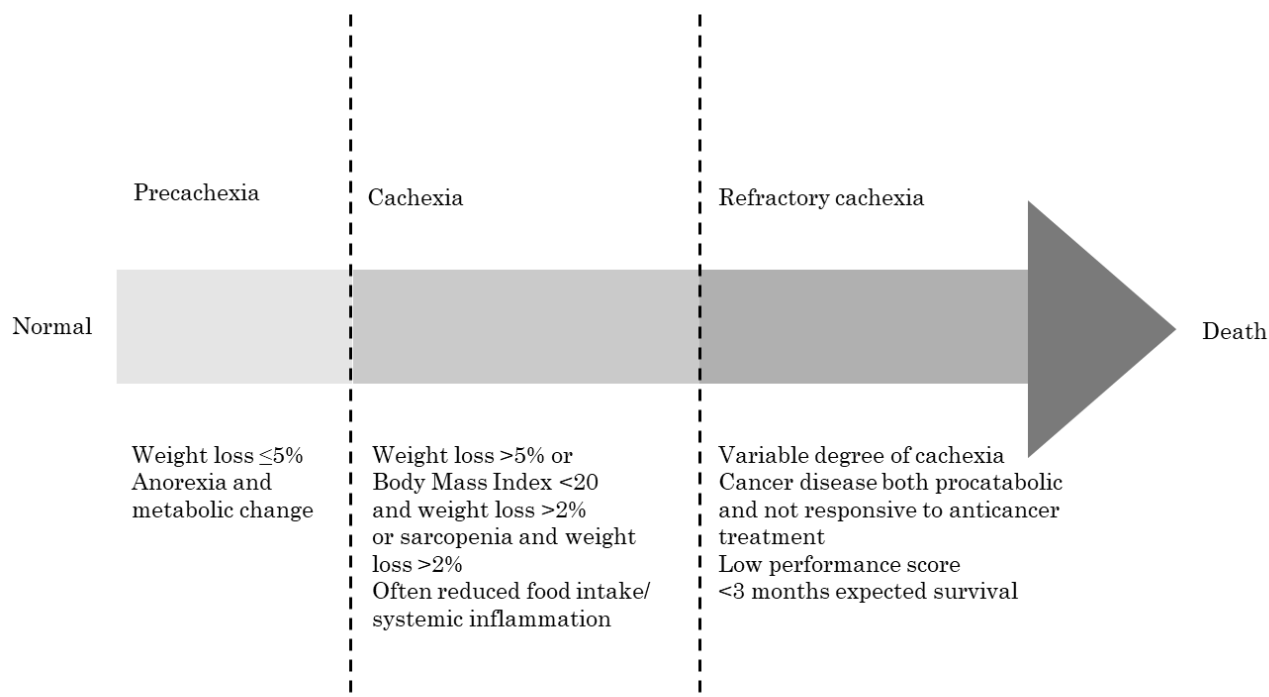 Precachexia
Cachexia
Refractory cachexia
Normal
Death
Weight loss ≤5%
Anorexia and
metabolic change
Weight loss >5% or
Body Mass Index <20
and weight loss >2%
or sarcopenia and weight
loss >2%
Often reduced food intake/
systemic inflammation
Variable degree of cachexia
Cancer disease both procatabolic
and not responsive to anticancer
treatment
Low performance score
<3 months expected survival